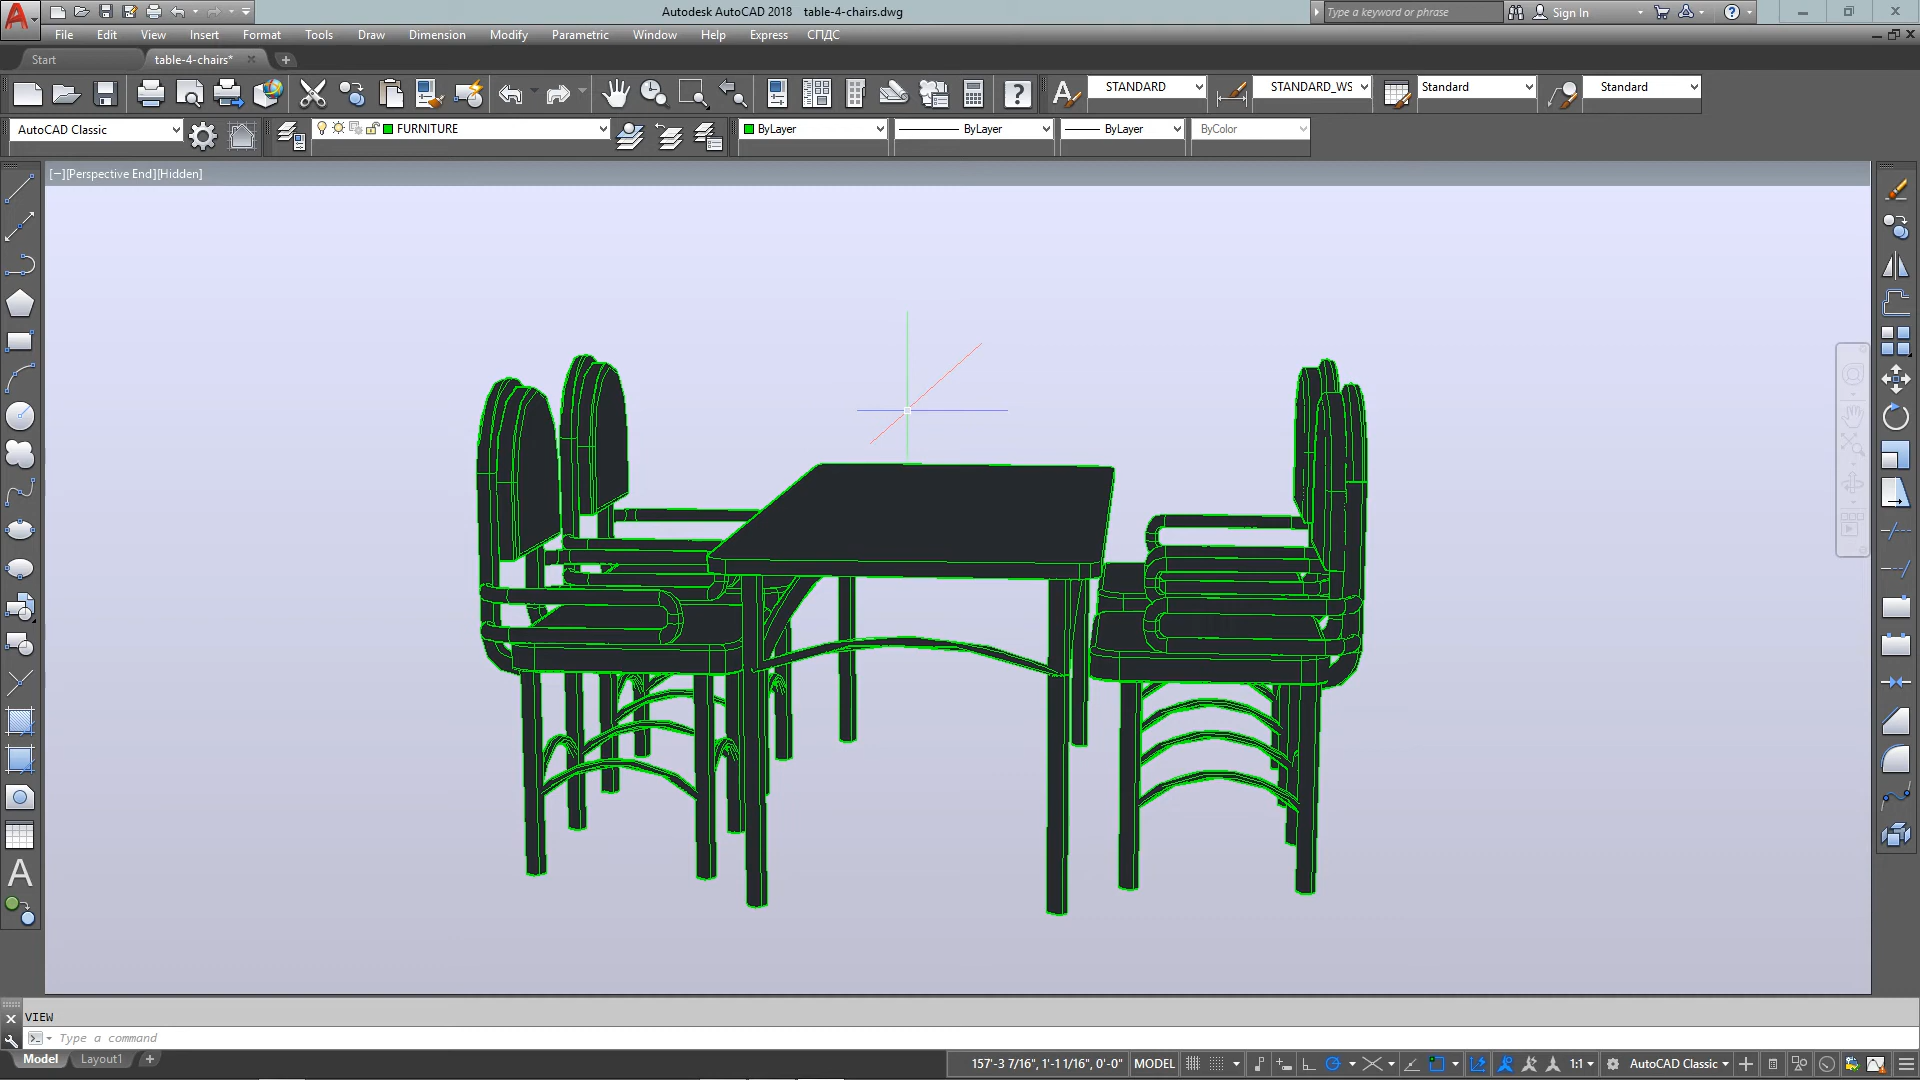 Autodesk AutoCAD 2018 table-4-chairs.dwg
Type a keyword or phrase
Sign In
File Edit View Insert Format Tools Draw Dimension Modify Parametric Window Help Express СПДС
Start table-4-chairs*
STANDARD STANDARD_WS Standard Standard
AutoCAD Classic FURNITURE ByLayer ByLayer ByLayer ByColor
[−][Perspective End][Hidden]
A
VIEW
Type a command
Model Layout1
157'-3 7/16", 1'-1 1/16", 0'-0" MODEL 1:1 AutoCAD Classic